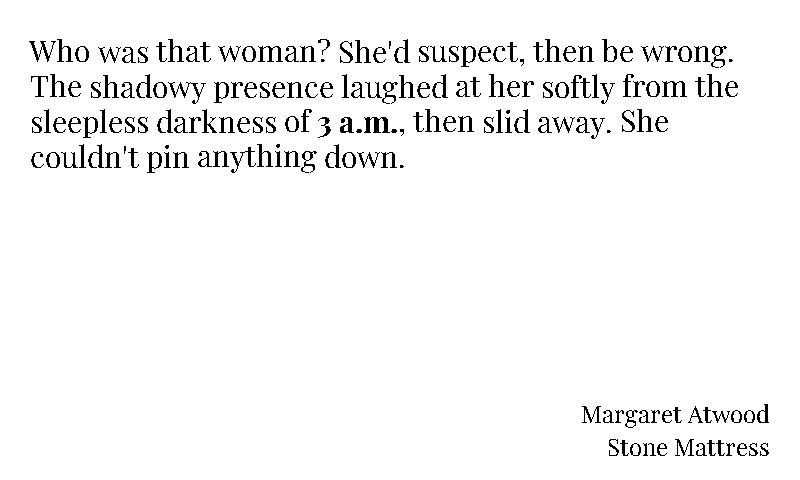 Who was that woman? She'd suspect, then be wrong.
The shadowy presence laughed at her softly from the
sleepless darkness of 3 a.m., then slid away. She
couldn't pin anything down.
Margaret Atwood
Stone Mattress